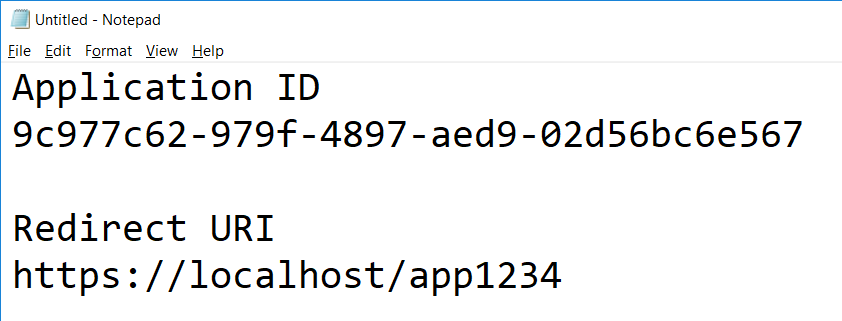 Untitled - Notepad
File Edit Format View Help
Application ID
9c977c62-979f-4897-aed9-02d56bc6e567
Redirect URI
https://localhost/app1234